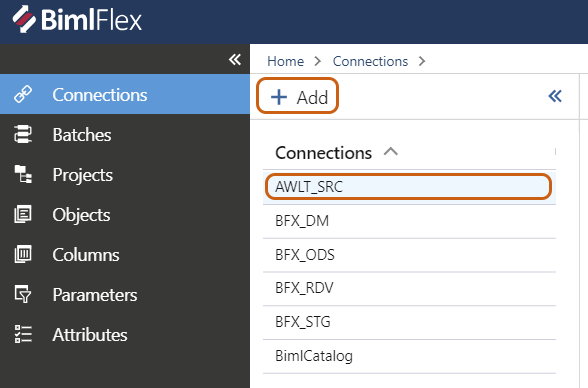 BimlFlex
Connections
Batches
Projects
Objects
Columns
Parameters
Attributes
Home > Connections >
+ Add
Connections
AWLT_SRC
BFX_DM
BFX_ODS
BFX_RDV
BFX_STG
BimlCatalog